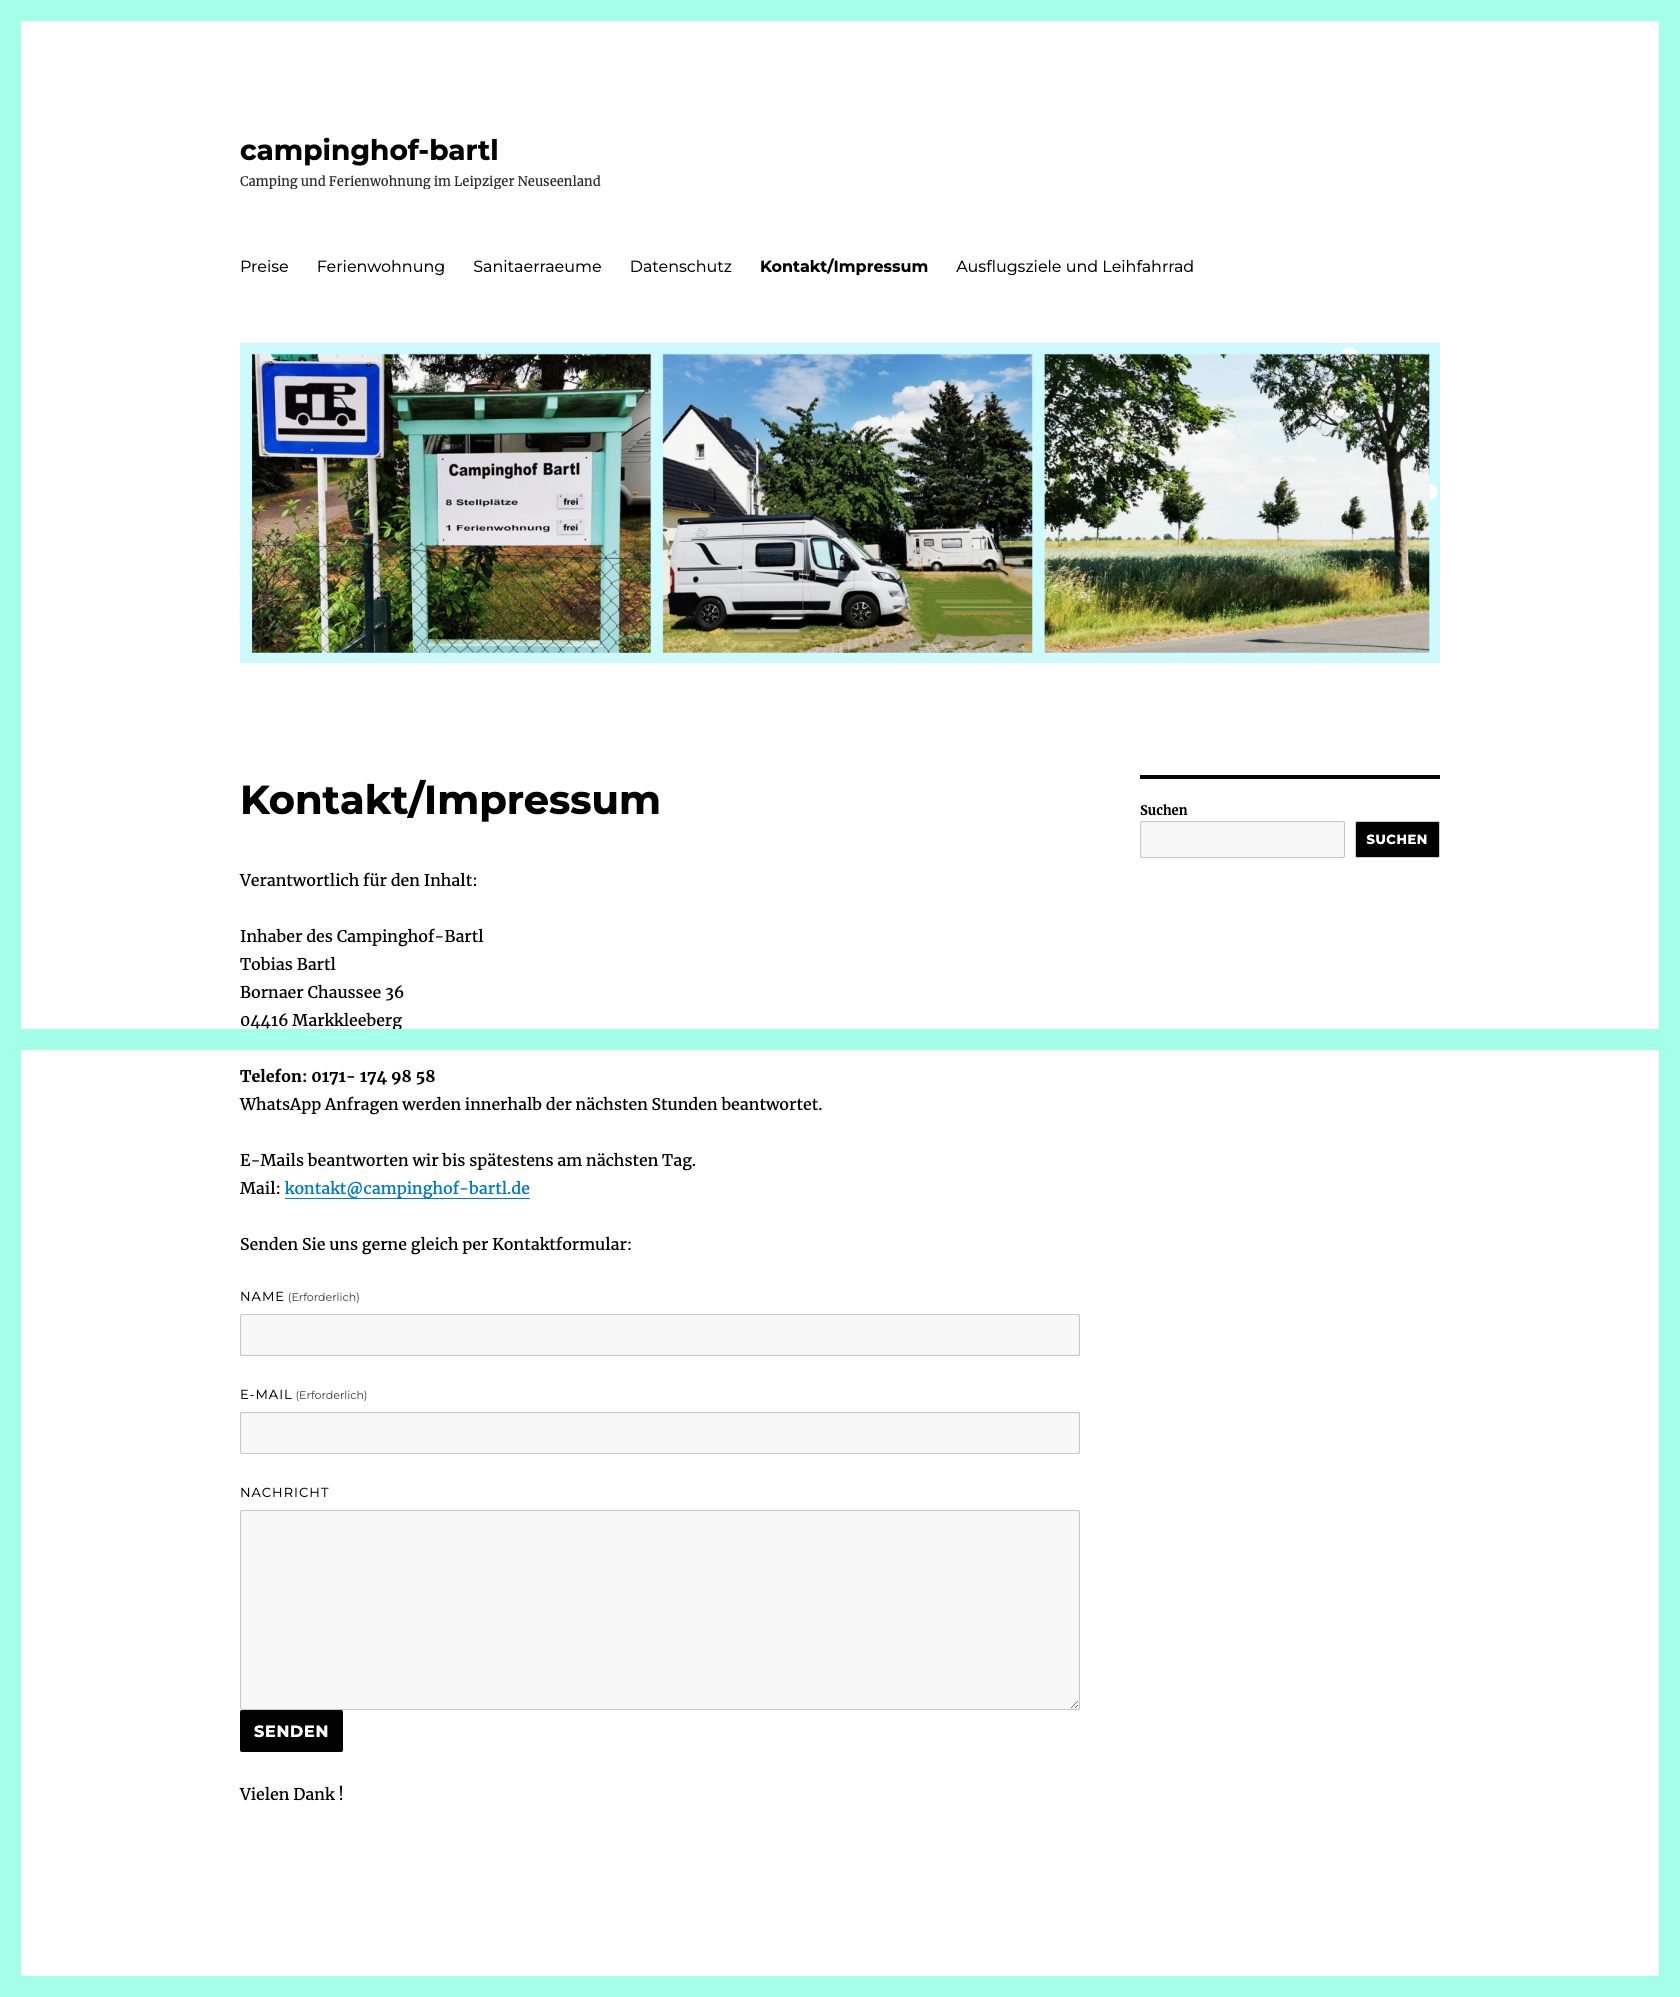 campinghof-bartl
Camping und Ferienwohnung im Leipziger Neuseenland
Preise Ferienwohnung Sanitaerraeume Datenschutz Kontakt/Impressum Ausflugsziele und Leihfahrrad
Campinghof Bartl
8 Stellplätze frei
1 Ferienwohnung frei
Kontakt/Impressum
Suchen
SUCHEN
Verantwortlich für den Inhalt:
Inhaber des Campinghof-Bartl
Tobias Bartl
Bornaer Chaussee 36
04416 Markkleeberg
Telefon: 0171- 174 98 58
WhatsApp Anfragen werden innerhalb der nächsten Stunden beantwortet.
E-Mails beantworten wir bis spätestens am nächsten Tag.
Mail: kontakt@campinghof-bartl.de
Senden Sie uns gerne gleich per Kontaktformular:
NAME (Erforderlich)
E-MAIL (Erforderlich)
NACHRICHT
SENDEN
Vielen Dank !